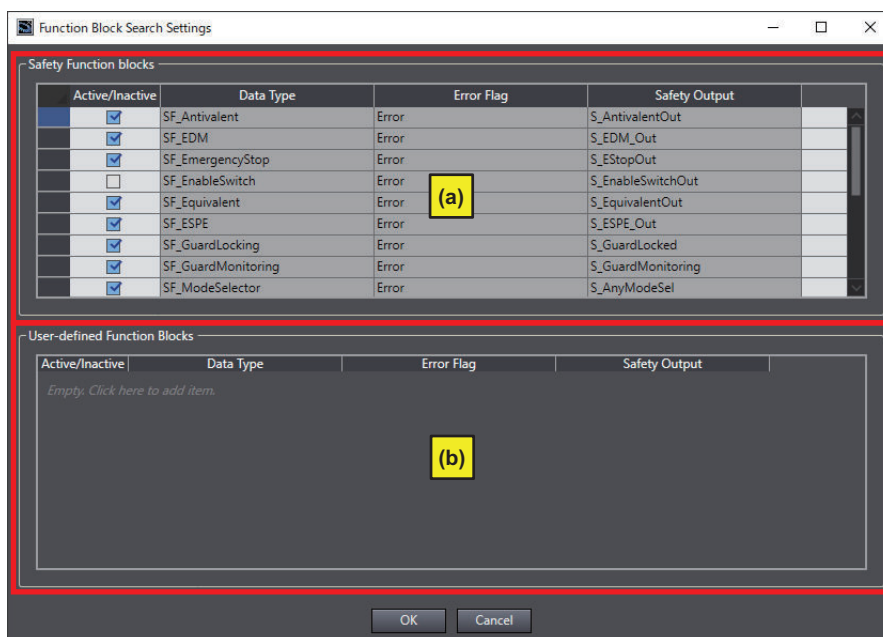 Function Block Search Settings
Safety Function blocks
Active/Inactive Data Type Error Flag Safety Output
SF_Antivalent Error S_AntivalentOut
SF_EDM Error S_EDM_Out
SF_EmergencyStop Error S_EStopOut
SF_EnableSwitch Error S_EnableSwitchOut
SF_Equivalent Error S_EquivalentOut
SF_ESPE Error S_ESPE_Out
SF_GuardLocking Error S_GuardLocked
SF_GuardMonitoring Error S_GuardMonitoring
SF_ModeSelector Error S_AnyModeSel
(a)
User-defined Function Blocks
Active/Inactive Data Type Error Flag Safety Output
Empty. Click here to add item.
(b)
OK Cancel